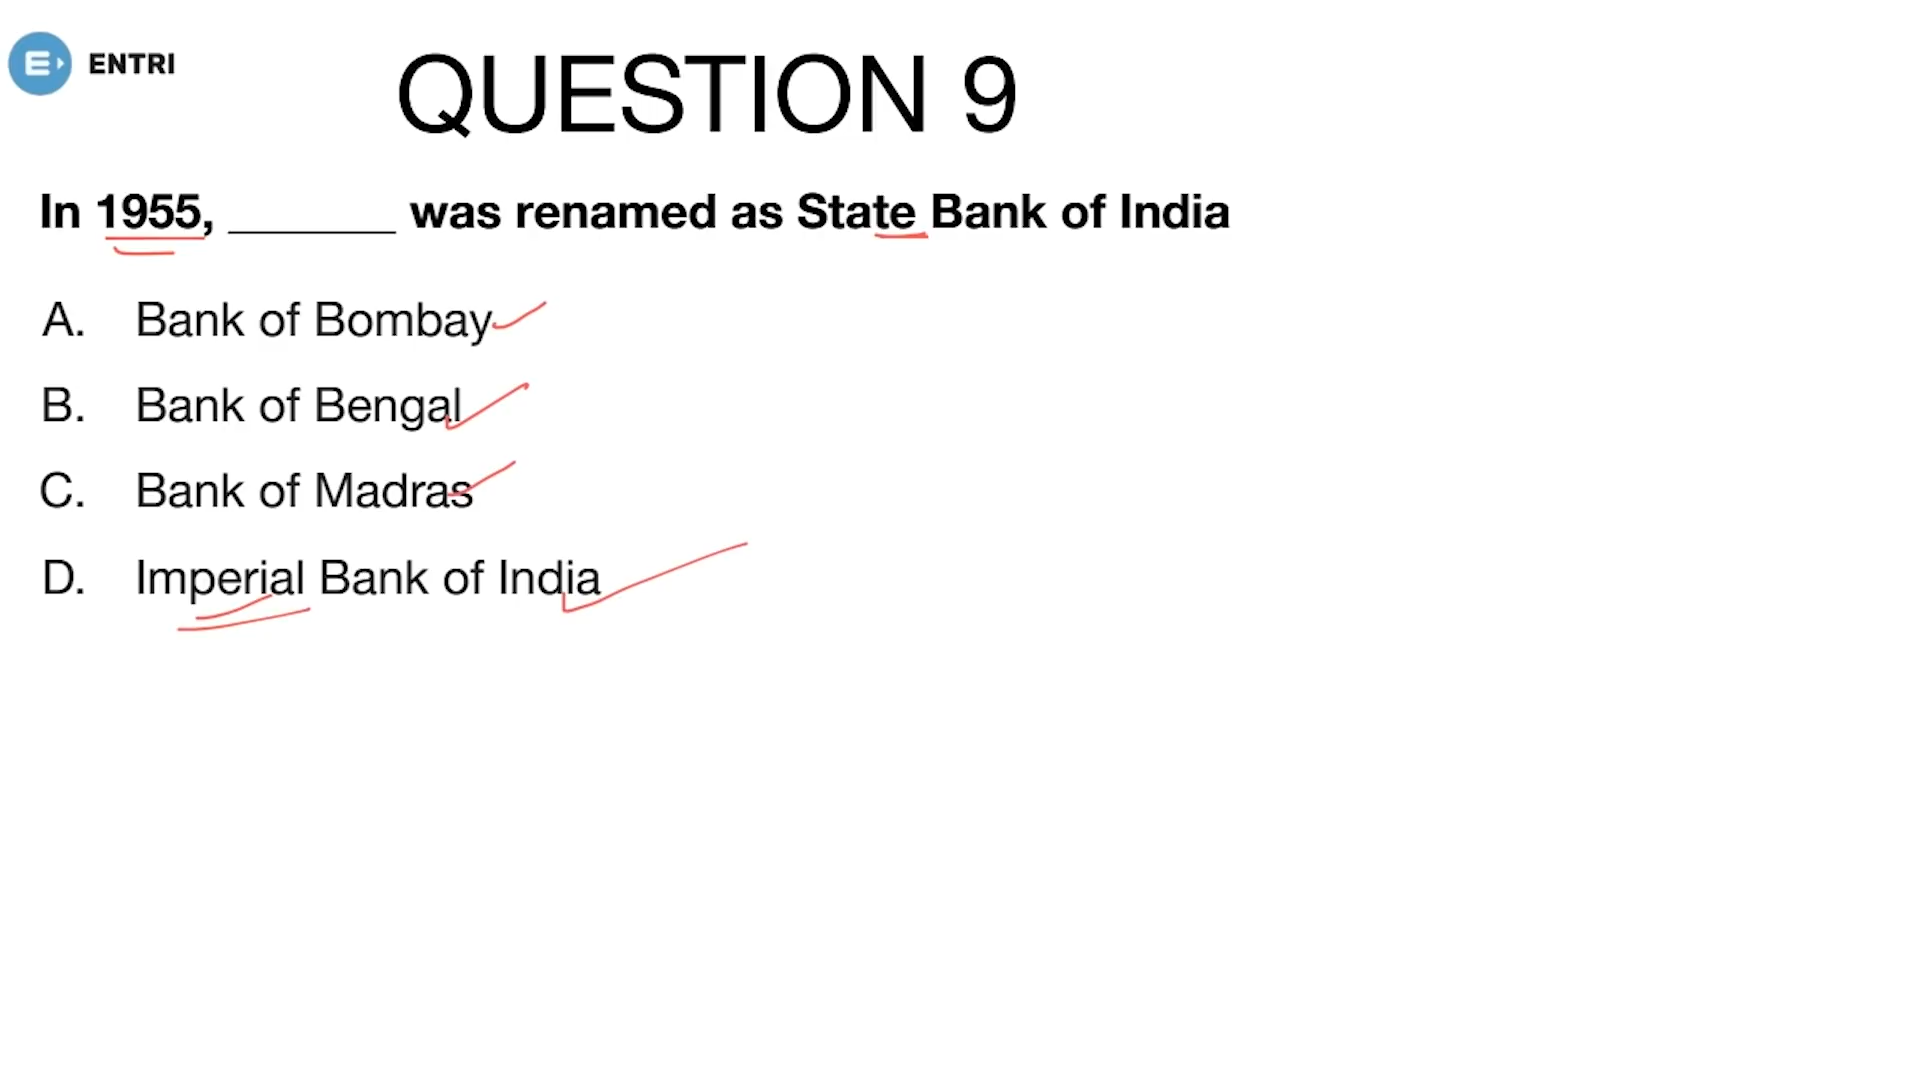 ENTRI
QUESTION 9
In 1955, _______ was renamed as State Bank of India
A. Bank of Bombay
B. Bank of Bengal
C. Bank of Madras
D. Imperial Bank of India